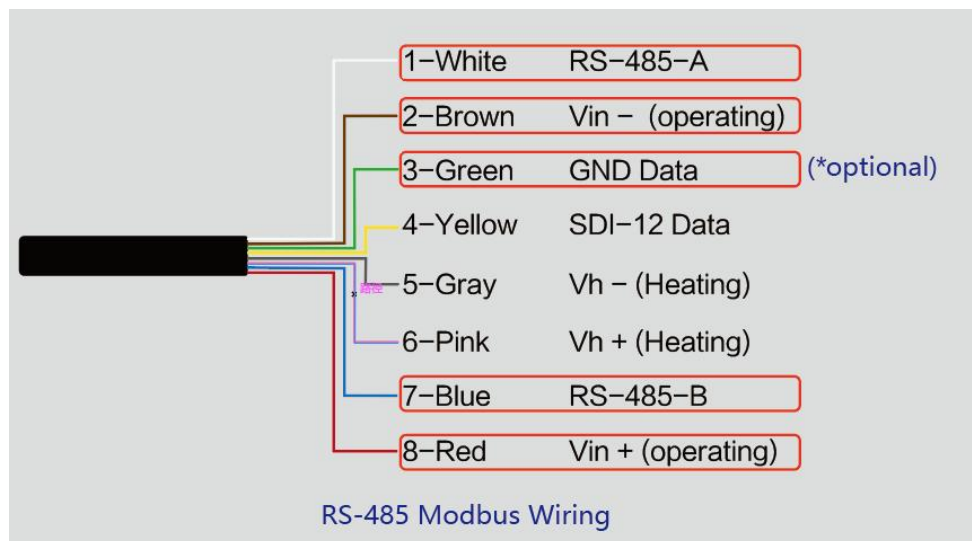 1-White RS-485-A
2-Brown Vin - (operating)
3-Green GND Data (*optional)
4-Yellow SDI-12 Data
路径 5-Gray Vh - (Heating)
6-Pink Vh + (Heating)
7-Blue RS-485-B
8-Red Vin + (operating)
RS-485 Modbus Wiring